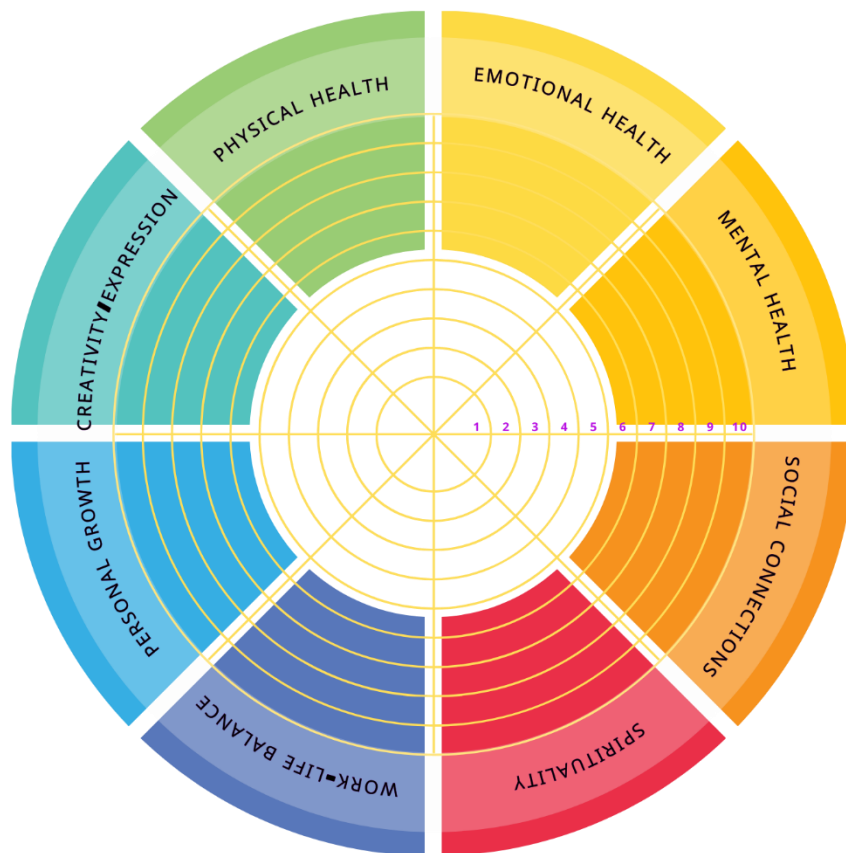 PHYSICAL HEALTH
EMOTIONAL HEALTH
MENTAL HEALTH
SOCIAL CONNECTIONS
SPIRITUALITY
WORK-LIFE BALANCE
PERSONAL GROWTH
CREATIVITY/EXPRESSION
1 2 3 4 5 6 7 8 9 10